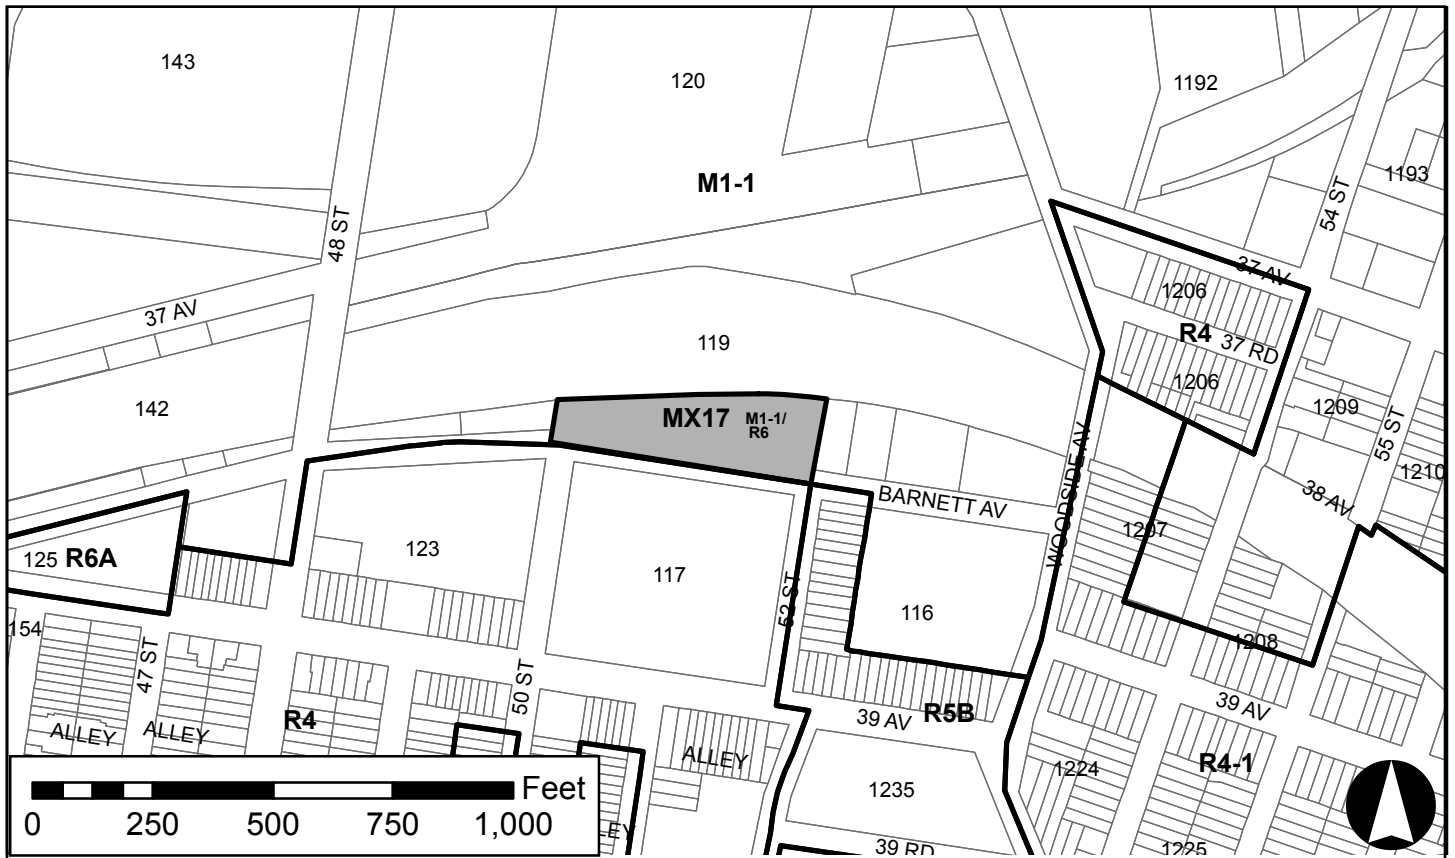 143
120
1192
M1-1
1193
54 ST
48 ST
37 AV
1206
37 AV
R4
37 RD
119
1206
MX17
M1-1/
R6
142
1209
55 ST
WOODSIDE AV
1210
BARNETT AV
38 AV
1207
125
R6A
123
117
52 ST
116
154
1208
47 ST
50 ST
R4
39 AV
R5B
39 AV
ALLEY
ALLEY
ALLEY
R4-1
1224
1235
Feet
0
250
500
750
1,000
LEY
39 RD
1225